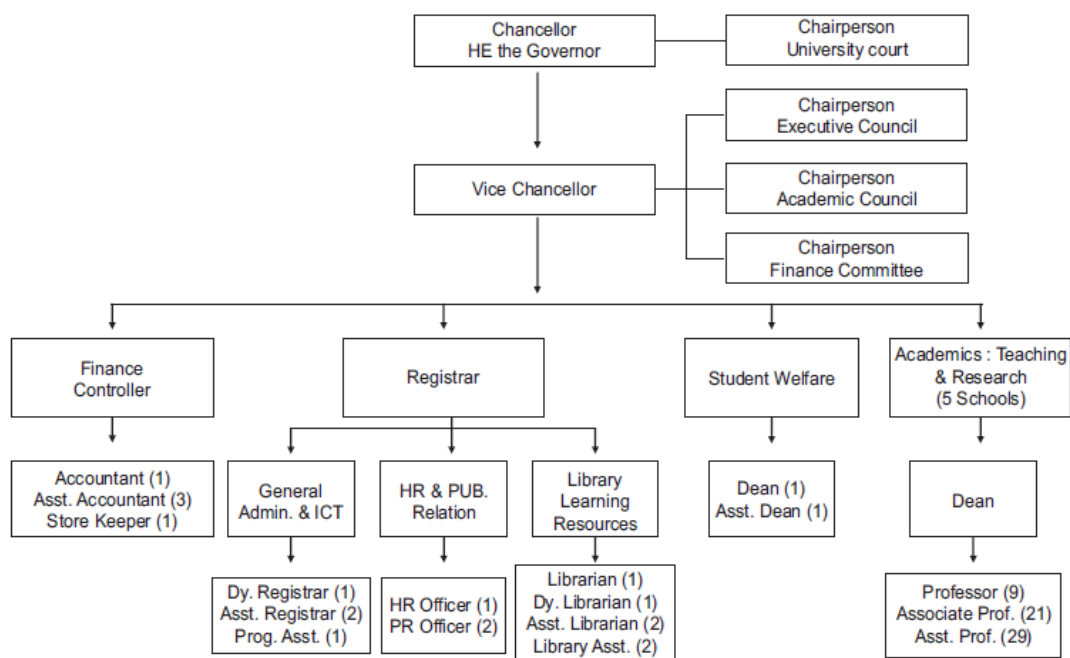 Chancellor
HE the Governor
Chairperson
University court
Chairperson
Executive Council
Vice Chancellor
Chairperson
Academic Council
Chairperson
Finance Committee
Finance
Controller
Registrar
Student Welfare
Academics : Teaching
& Research
(5 Schools)
Accountant (1)
Asst. Accountant (3)
Store Keeper (1)
General
Admin. & ICT
HR & PUB.
Relation
Library
Learning
Resources
Dean (1)
Asst. Dean (1)
Dean
Dy. Registrar (1)
Asst. Registrar (2)
Prog. Asst. (1)
HR Officer (1)
PR Officer (2)
Librarian (1)
Dy. Librarian (1)
Asst. Librarian (2)
Library Asst. (2)
Professor (9)
Associate Prof. (21)
Asst. Prof. (29)